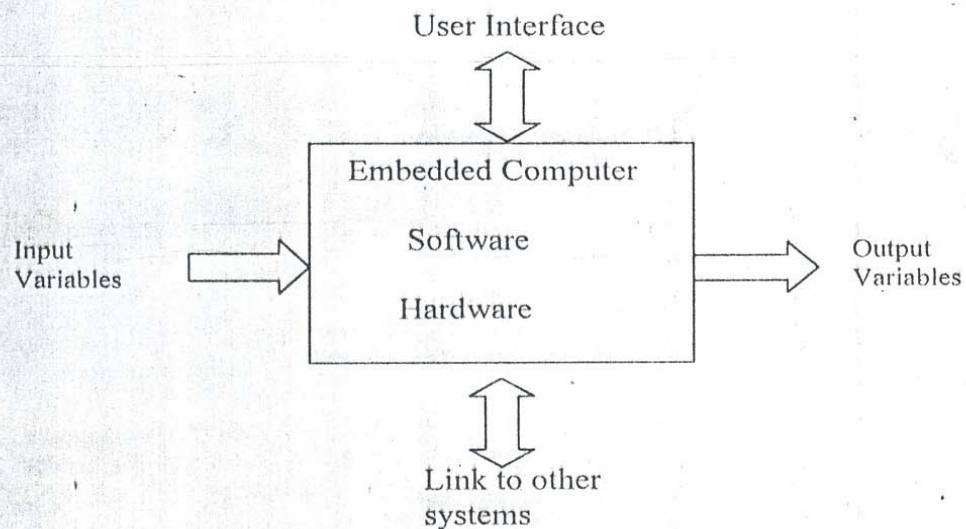 User Interface
Embedded Computer
Software
Hardware
Input
Variables
Output
Variables
Link to other
systems